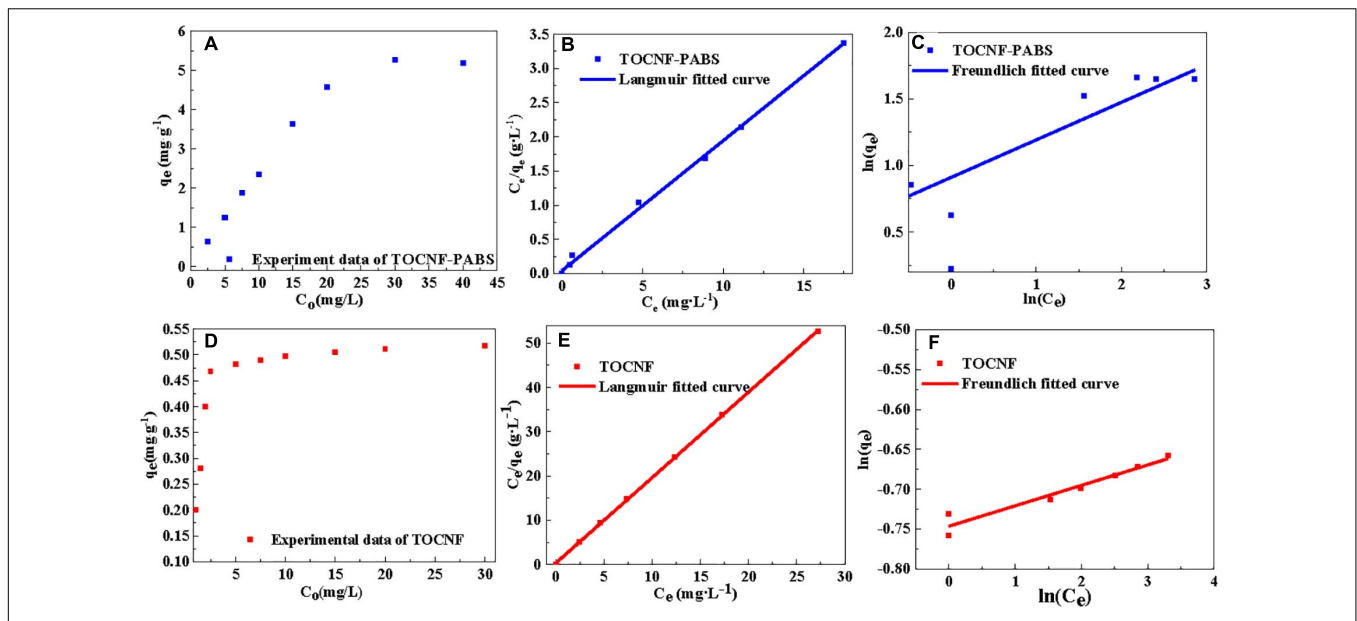 A
6
5
4
3
2
1
0
qe (mg·g-1)
Experiment data of TOCNF-PABS
0 5 10 15 20 25 30 35 40 45
Co(mg/L)
B
3.5
3.0
2.5
2.0
1.5
1.0
0.5
0.0
Ce/qe (g·L-1)
TOCNF-PABS
Langmuir fitted curve
0 5 10 15
Ce (mg·L-1)
C
2.0
1.5
1.0
0.5
ln(qe)
TOCNF-PABS
Freundlich fitted curve
0 1 2 3
ln(Ce)
D
0.55
0.50
0.45
0.40
0.35
0.30
0.25
0.20
0.15
0.10
qe(mg·g-1)
Experimental data of TOCNF
5 10 15 20 25 30
Co(mg/L)
E
50
40
30
20
10
0
Ce/qe (g·L-1)
TOCNF
Langmuir fitted curve
0 5 10 15 20 25 30
Ce (mg·L-1)
F
-0.50
-0.55
-0.60
-0.65
-0.70
-0.75
-0.80
ln(qe)
TOCNF
Freundlich fitted curve
0 1 2 3 4
ln(Ce)